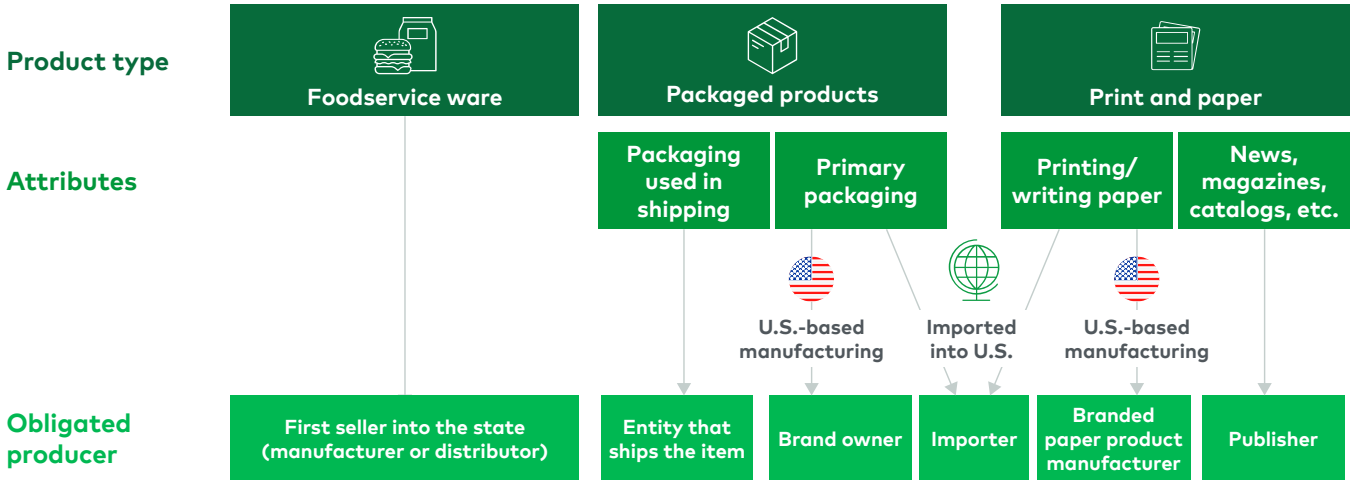 Product type
Foodservice ware
Packaged products
Print and paper
Attributes
Packaging
used in
shipping
Primary
packaging
Printing/
writing paper
News,
magazines,
catalogs, etc.
U.S.-based
manufacturing
Imported
into U.S.
U.S.-based
manufacturing
Obligated
producer
First seller into the state
(manufacturer or distributor)
Entity that
ships the item
Brand owner
Importer
Branded
paper product
manufacturer
Publisher